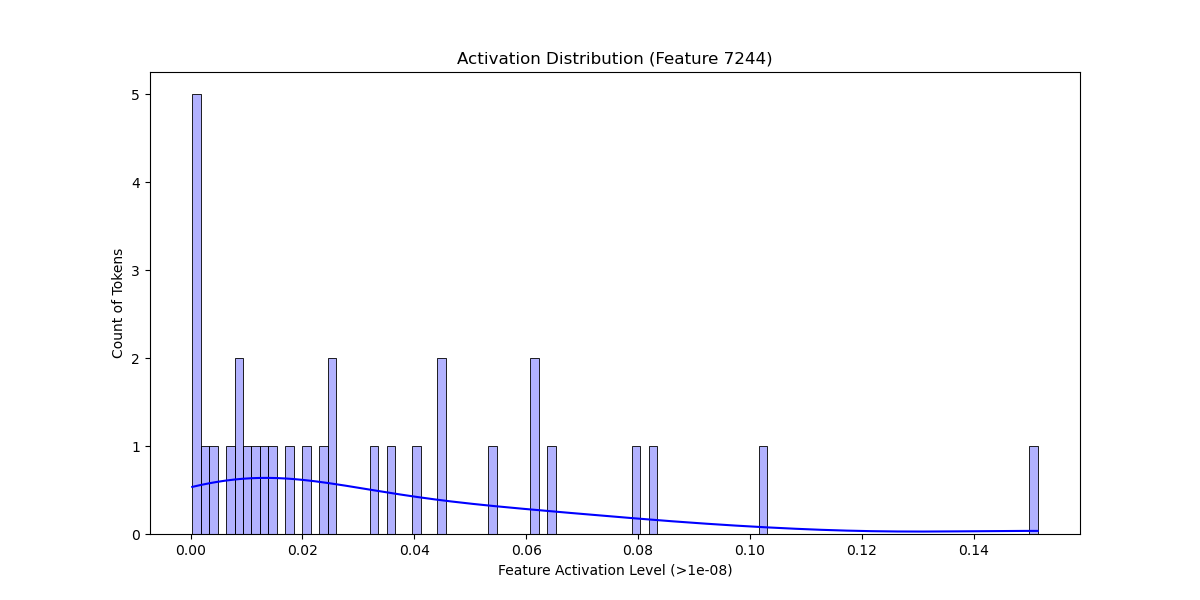 Activation Distribution (Feature 7244)
Count of Tokens
5
4
3
2
1
0
0.00 0.02 0.04 0.06 0.08 0.10 0.12 0.14
Feature Activation Level (>1e-08)